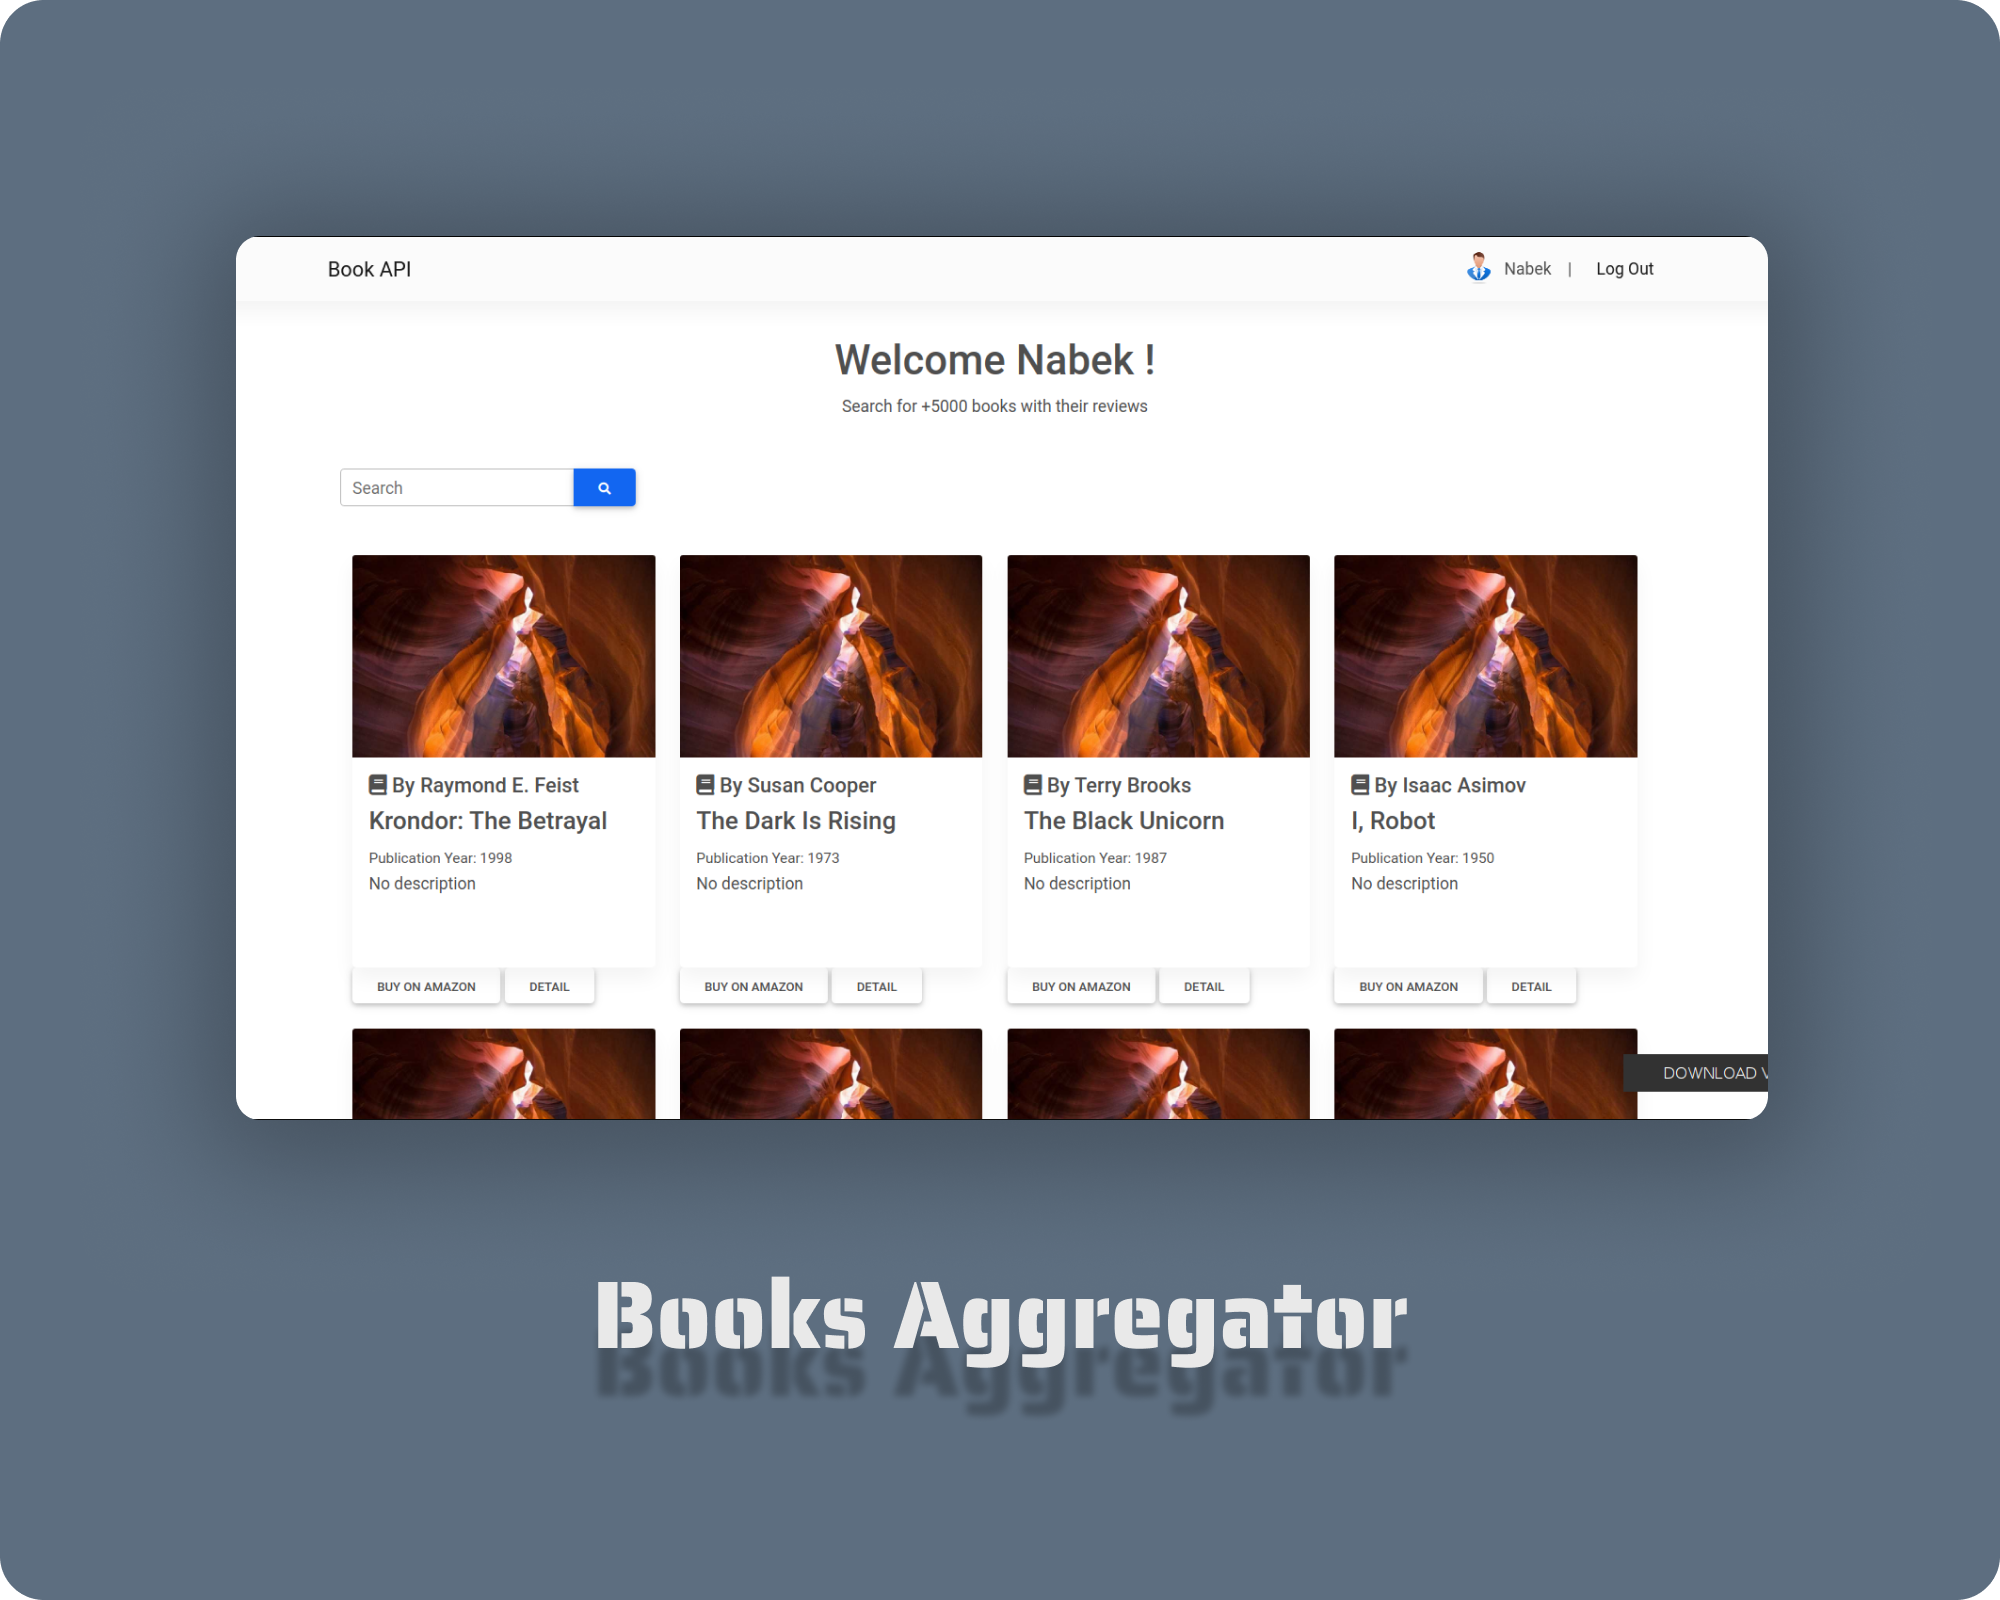 Book API
Nabek | Log Out
Welcome Nabek !
Search for +5000 books with their reviews
Search
By Raymond E. Feist
Krondor: The Betrayal
Publication Year: 1998
No description
BUY ON AMAZON DETAIL
By Susan Cooper
The Dark Is Rising
Publication Year: 1973
No description
BUY ON AMAZON DETAIL
By Terry Brooks
The Black Unicorn
Publication Year: 1987
No description
BUY ON AMAZON DETAIL
By Isaac Asimov
I, Robot
Publication Year: 1950
No description
BUY ON AMAZON DETAIL
DOWNLOAD
Books Aggregator